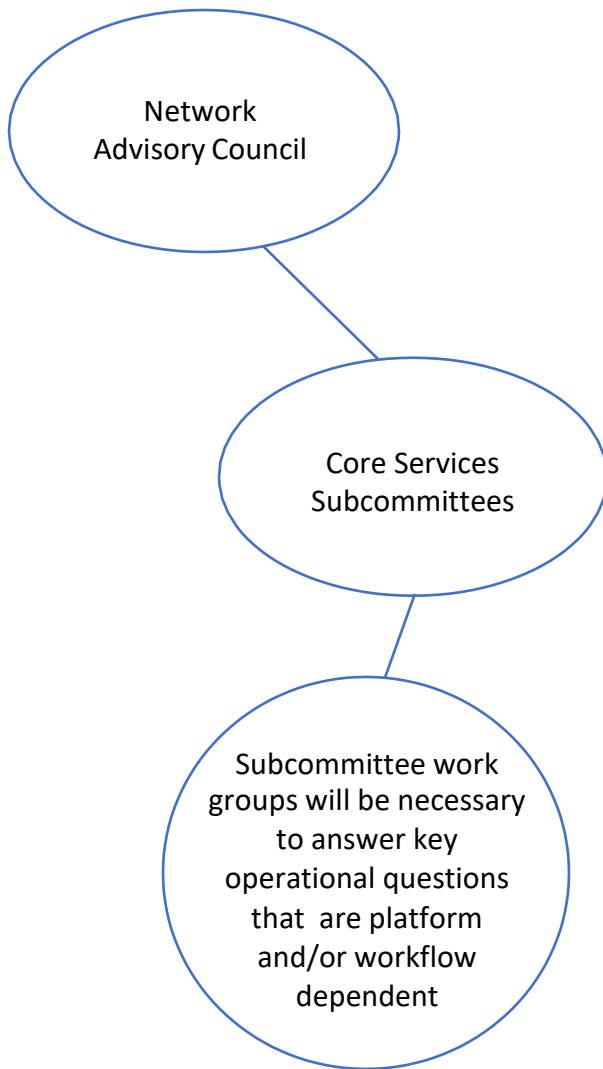 Network
Advisory Council
Core Services
Subcommittees
Subcommittee work
groups will be necessary
to answer key
operational questions
that  are platform
and/or workflow
dependent